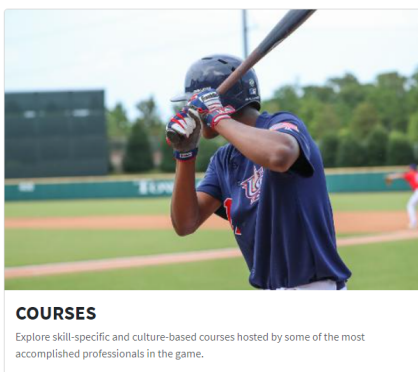 COURSES
Explore skill-specific and culture-based courses hosted by some of the most
accomplished professionals in the game.